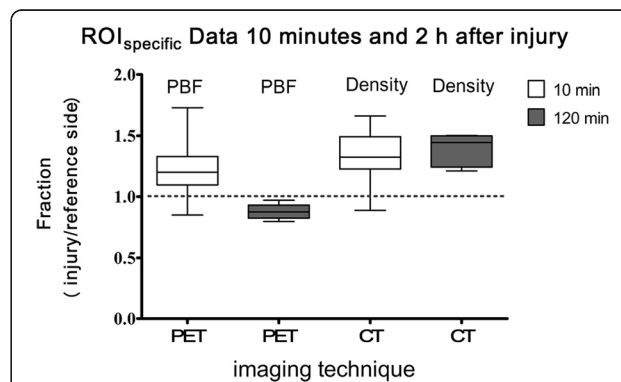 ROIspecific Data 10 minutes and 2 h after injury
2.0
1.5
1.0
0.5
0.0
Fraction
( injury/reference side)
PBF
PBF
Density
Density
10 min
120 min
PET
PET
CT
CT
imaging technique